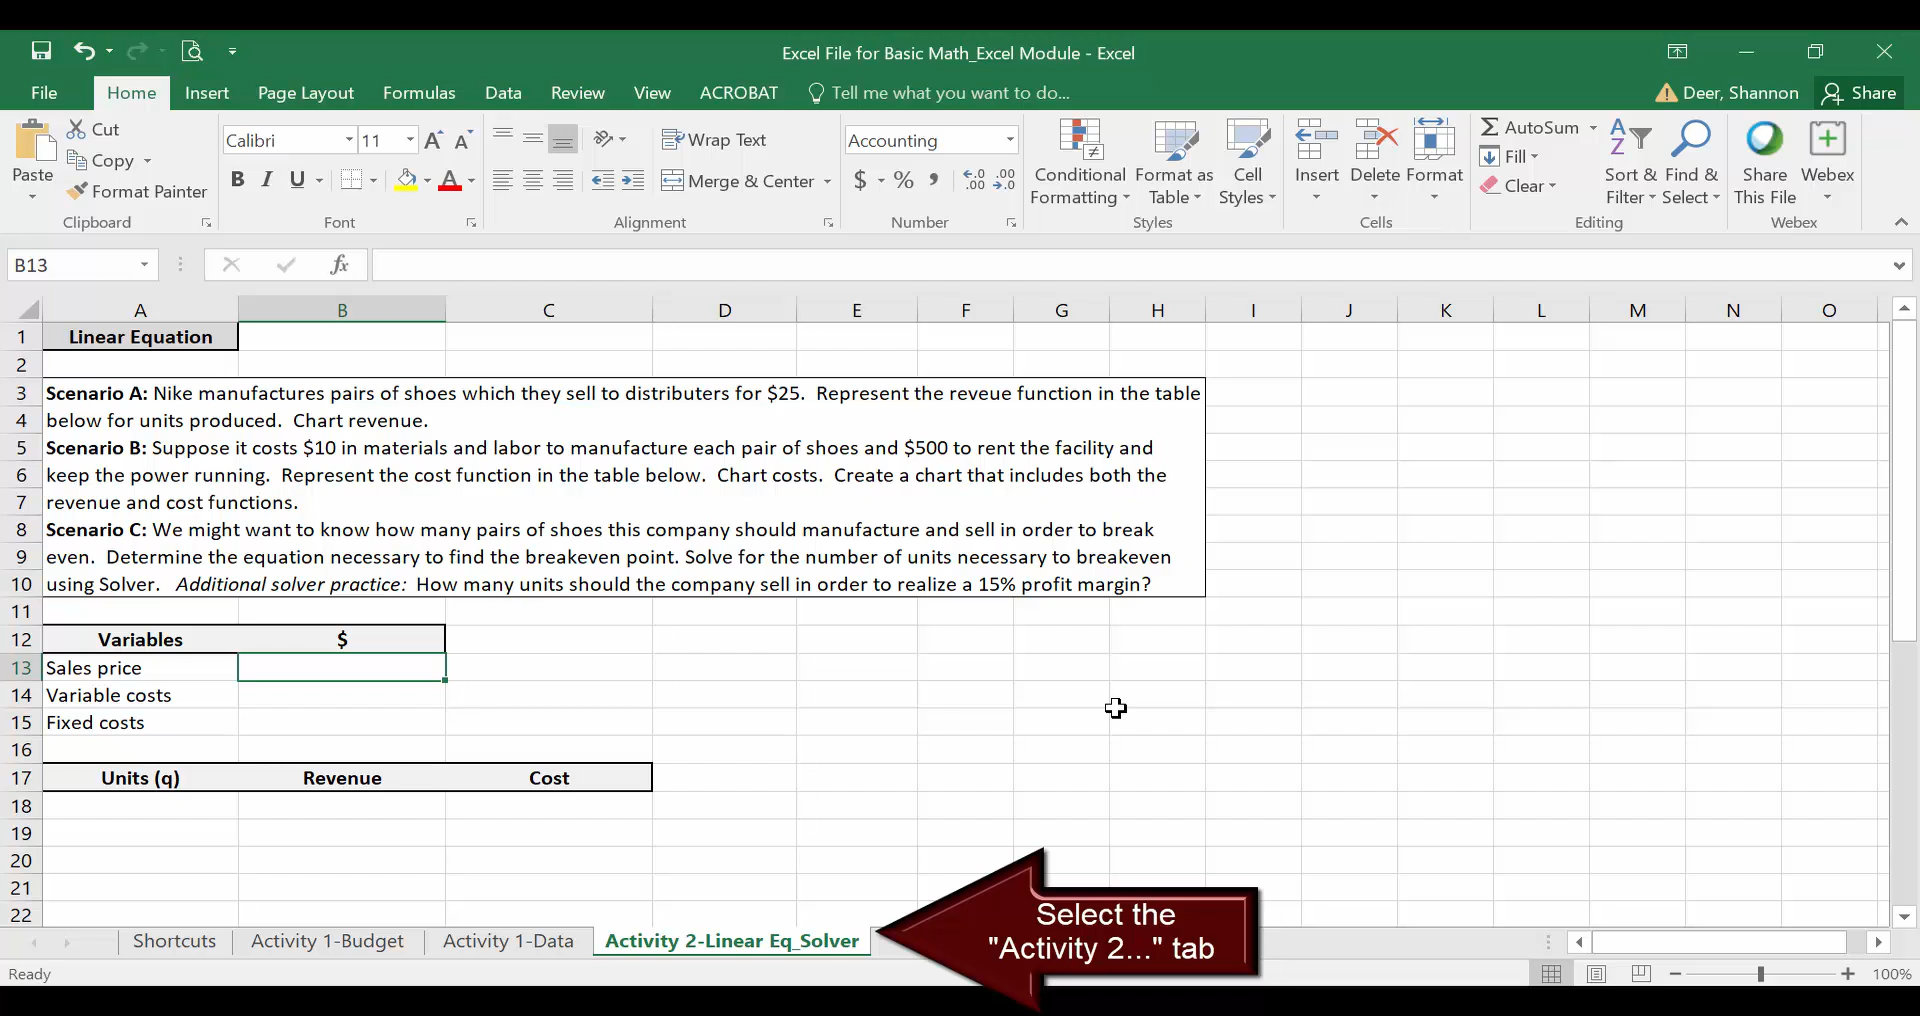 Excel File for Basic Math_Excel Module - Excel
File Home Insert Page Layout Formulas Data Review View ACROBAT Tell me what you want to do... Deer, Shannon Share
Paste
Cut
Copy
Format Painter
Clipboard
Calibri 11
B I U
Font
Wrap Text
Merge & Center
Alignment
Accounting
$ % ,
Number
Conditional Formatting
Format as Table
Cell Styles
Styles
Insert Delete Format
Cells
AutoSum
Fill
Clear
Sort & Filter
Find & Select
Editing
Share This File
Webex
Webex
B13 fx
A B C D E F G H I J K L M N O
1 Linear Equation
2
3 Scenario A: Nike manufactures pairs of shoes which they sell to distributers for $25. Represent the reveue function in the table
4 below for units produced. Chart revenue.
5 Scenario B: Suppose it costs $10 in materials and labor to manufacture each pair of shoes and $500 to rent the facility and
6 keep the power running. Represent the cost function in the table below. Chart costs. Create a chart that includes both the
7 revenue and cost functions.
8 Scenario C: We might want to know how many pairs of shoes this company should manufacture and sell in order to break
9 even. Determine the equation necessary to find the breakeven point. Solve for the number of units necessary to breakeven
10 using Solver. Additional solver practice: How many units should the company sell in order to realize a 15% profit margin?
11
12 Variables $
13 Sales price
14 Variable costs
15 Fixed costs
16
17 Units (q) Revenue Cost
18
19
20
21
22
Select the
"Activity 2..." tab
Shortcuts Activity 1-Budget Activity 1-Data Activity 2-Linear Eq_Solver
Ready 100%